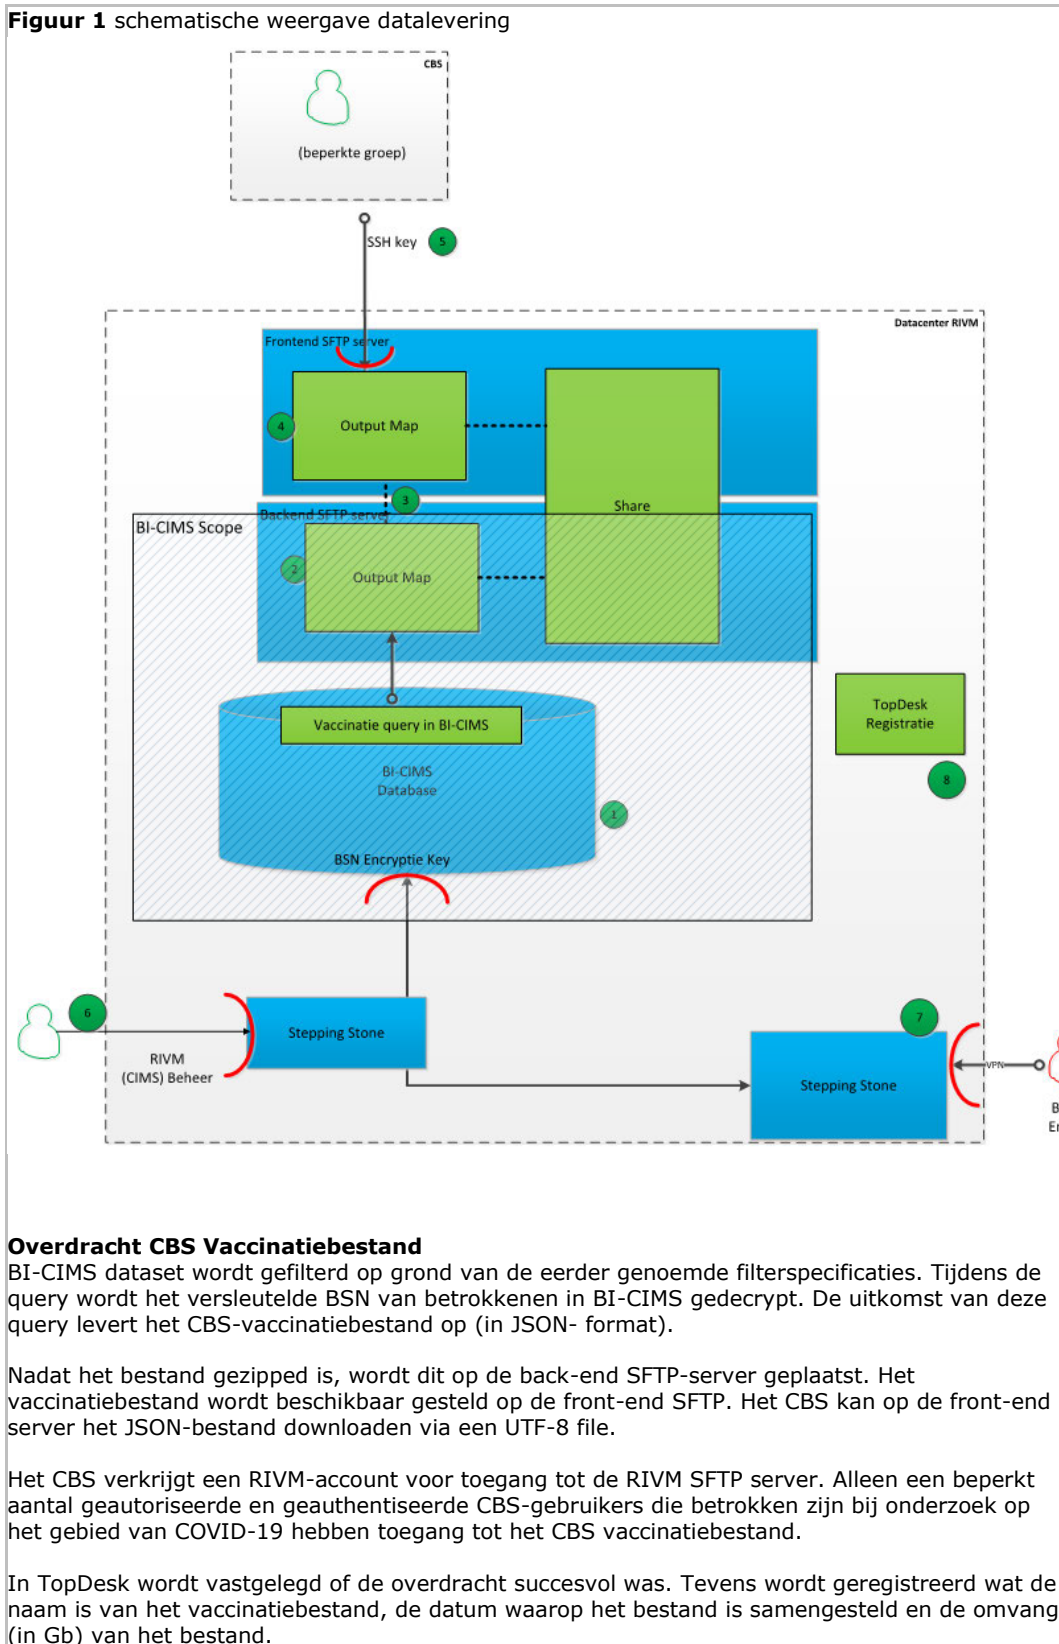 Figuur 1 schematische weergave datalevering
CBS
(beperkte groep)
SSH key
5
Datacenter RIVM
Frontend SFTP server
4
Output Map
3
Share
Backend SFTP server
BI-CIMS Scope
2
Output Map
Vaccinatie query in BI-CIMS
BI-CIMS
Database
1
BSN Encryptie Key
TopDesk
Registratie
8
6
RIVM
(CIMS) Beheer
Stepping Stone
7
Stepping Stone
VPN
Overdracht CBS Vaccinatiebestand
BI-CIMS dataset wordt gefilterd op grond van de eerder genoemde filterspecificaties. Tijdens de
query wordt het versleutelde BSN van betrokkenen in BI-CIMS gedecrypt. De uitkomst van deze
query levert het CBS-vaccinatiebestand op (in JSON- format).
Nadat het bestand gezipped is, wordt dit op de back-end SFTP-server geplaatst. Het
vaccinatiebestand wordt beschikbaar gesteld op de front-end SFTP. Het CBS kan op de front-end
server het JSON-bestand downloaden via een UTF-8 file.
Het CBS verkrijgt een RIVM-account voor toegang tot de RIVM SFTP server. Alleen een beperkt
aantal geautoriseerde en geauthentiseerde CBS-gebruikers die betrokken zijn bij onderzoek op
het gebied van COVID-19 hebben toegang tot het CBS vaccinatiebestand.
In TopDesk wordt vastgelegd of de overdracht succesvol was. Tevens wordt geregistreerd wat de
naam is van het vaccinatiebestand, de datum waarop het bestand is samengesteld en de omvang
(in Gb) van het bestand.